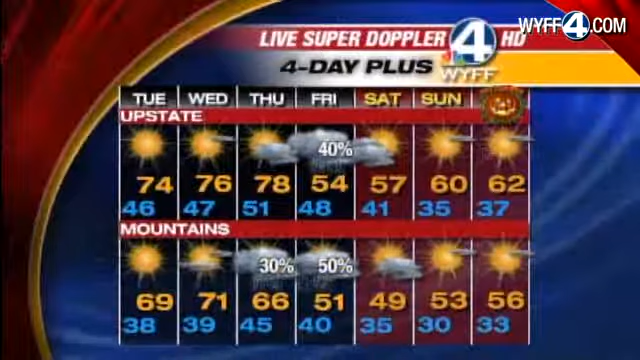 WYFF4.COM
LIVE SUPER DOPPLER 4 HD
4-DAY PLUS WYFF
TUE WED THU FRI SAT SUN
UPSTATE
40%
74 76 78 54 57 60 62
46 47 51 48 41 35 37
MOUNTAINS
30% 50%
69 71 66 51 49 53 56
38 39 45 40 35 30 33